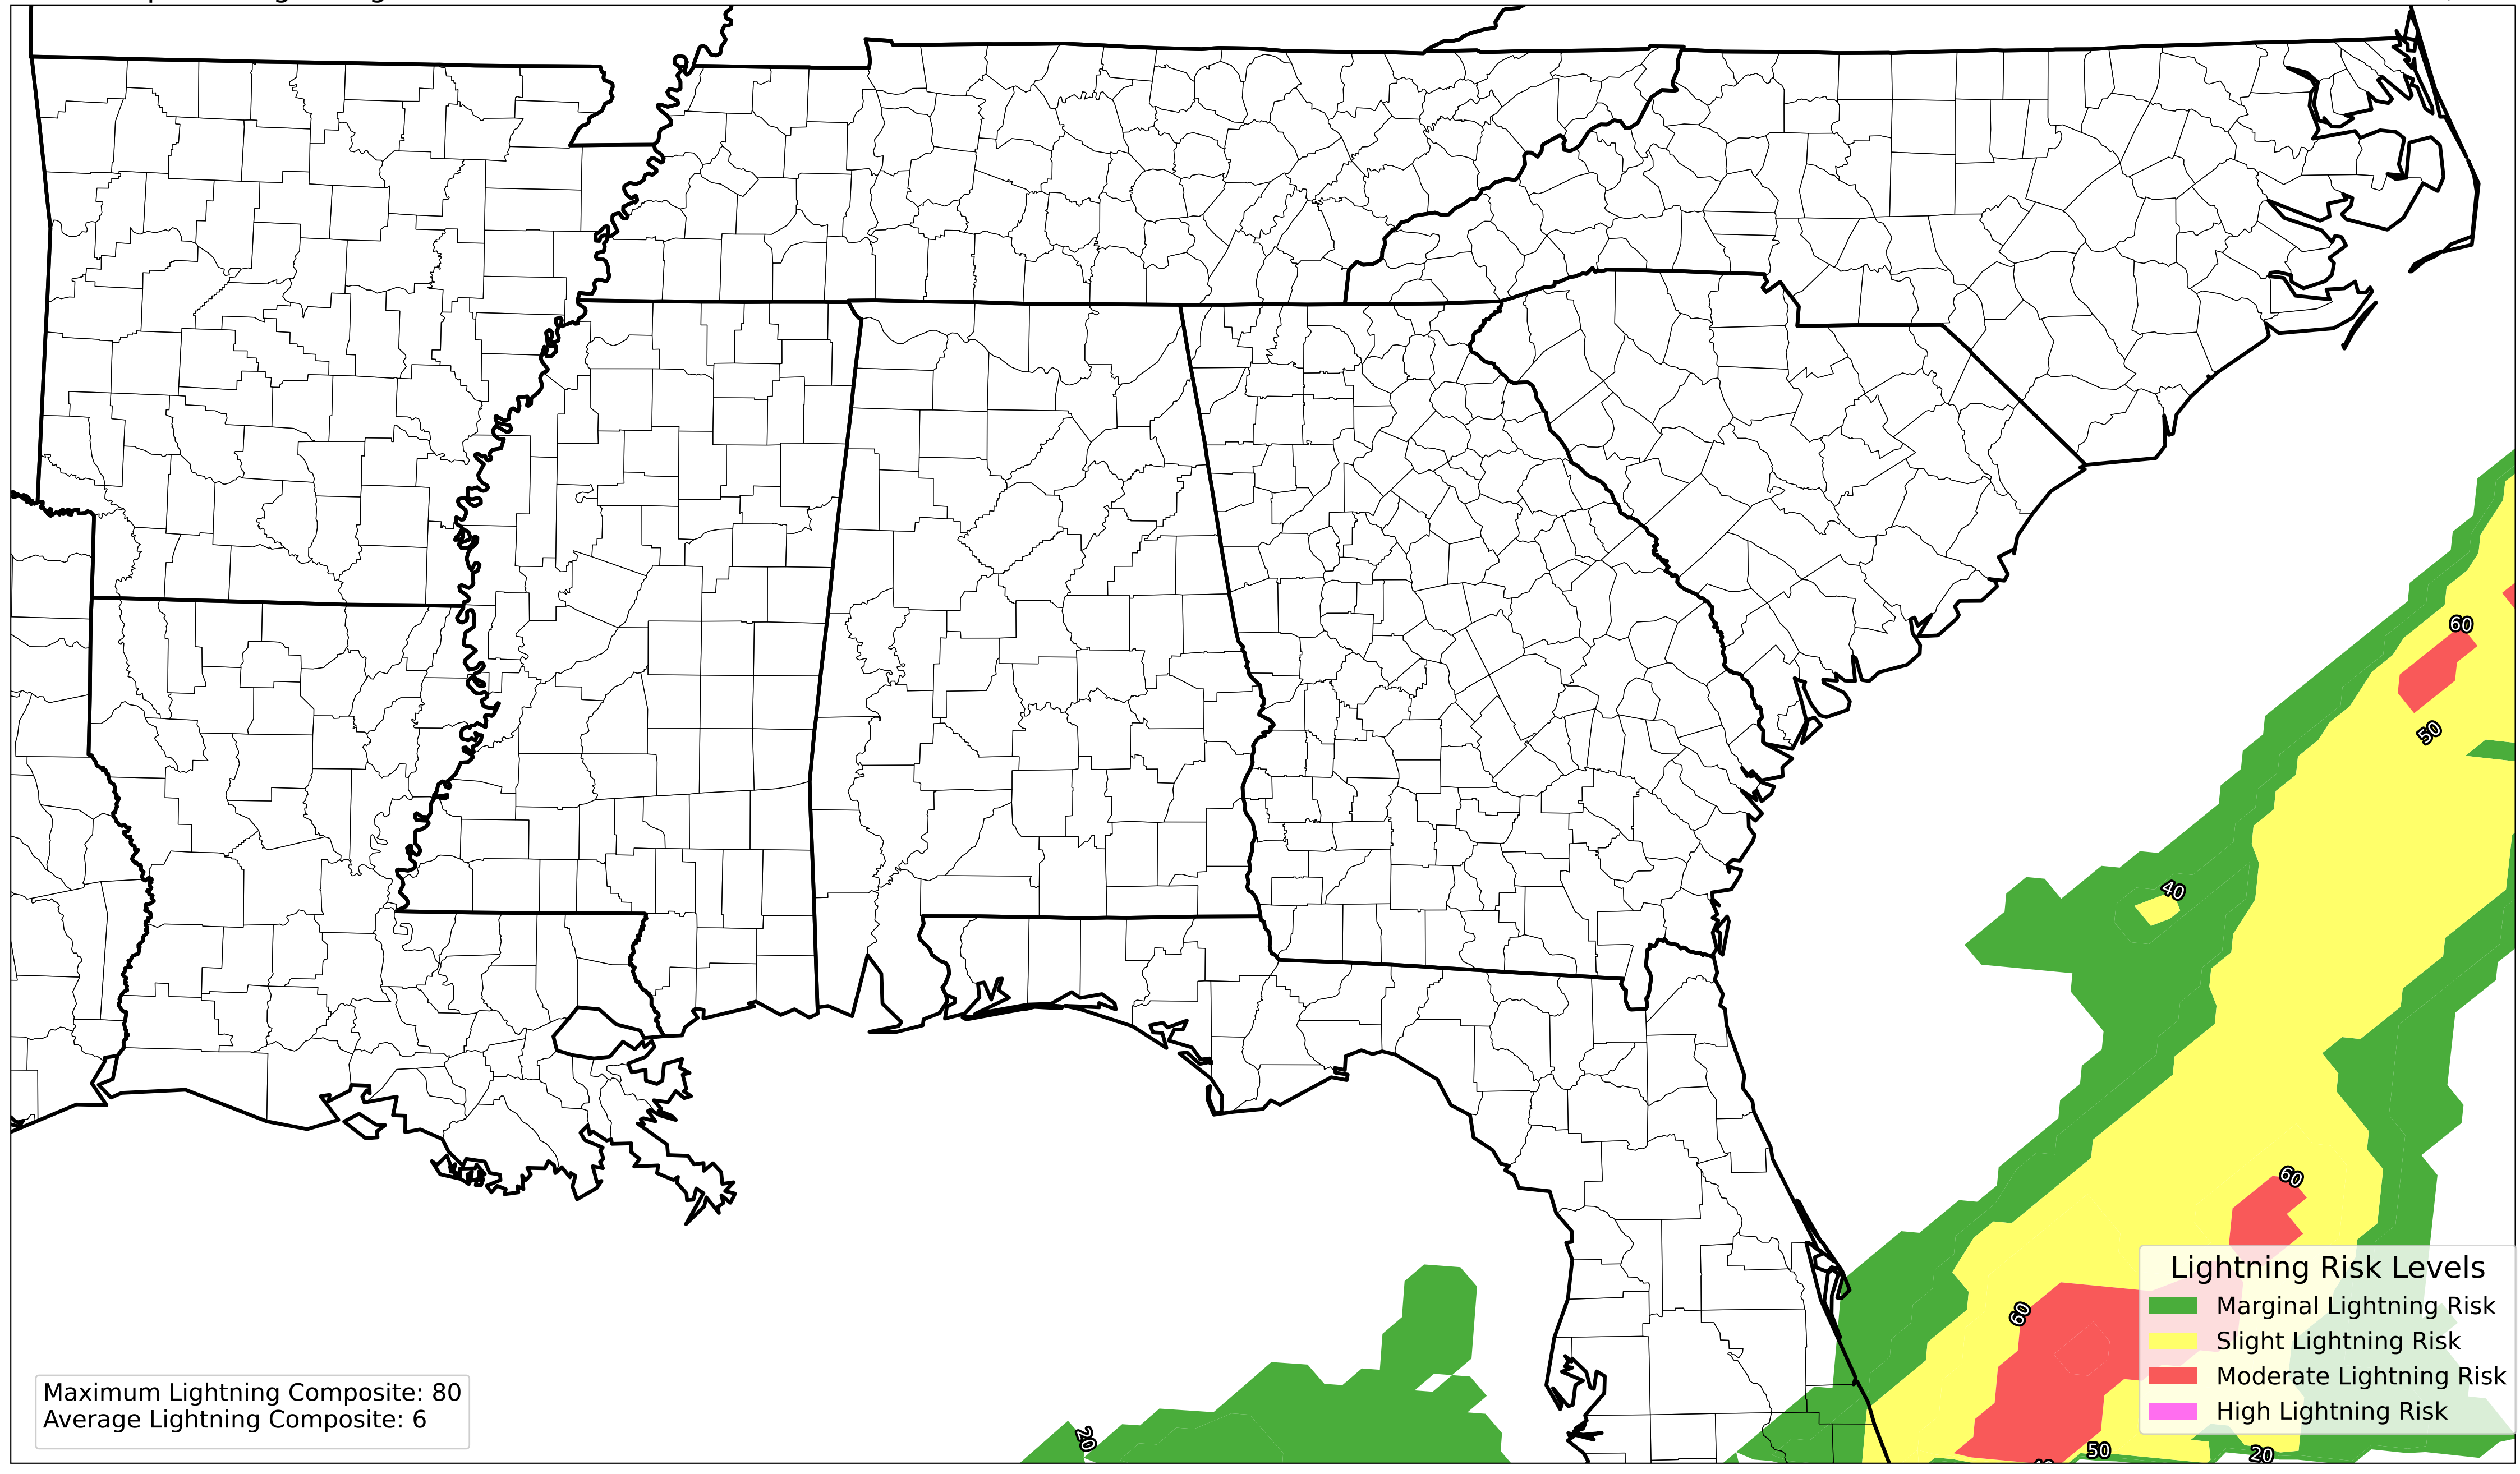 60
50
40
60
60
Lightning Risk Levels
Marginal Lightning Risk
Slight Lightning Risk
Moderate Lightning Risk
High Lightning Risk
Maximum Lightning Composite: 80
Average Lightning Composite: 6
20
50
20